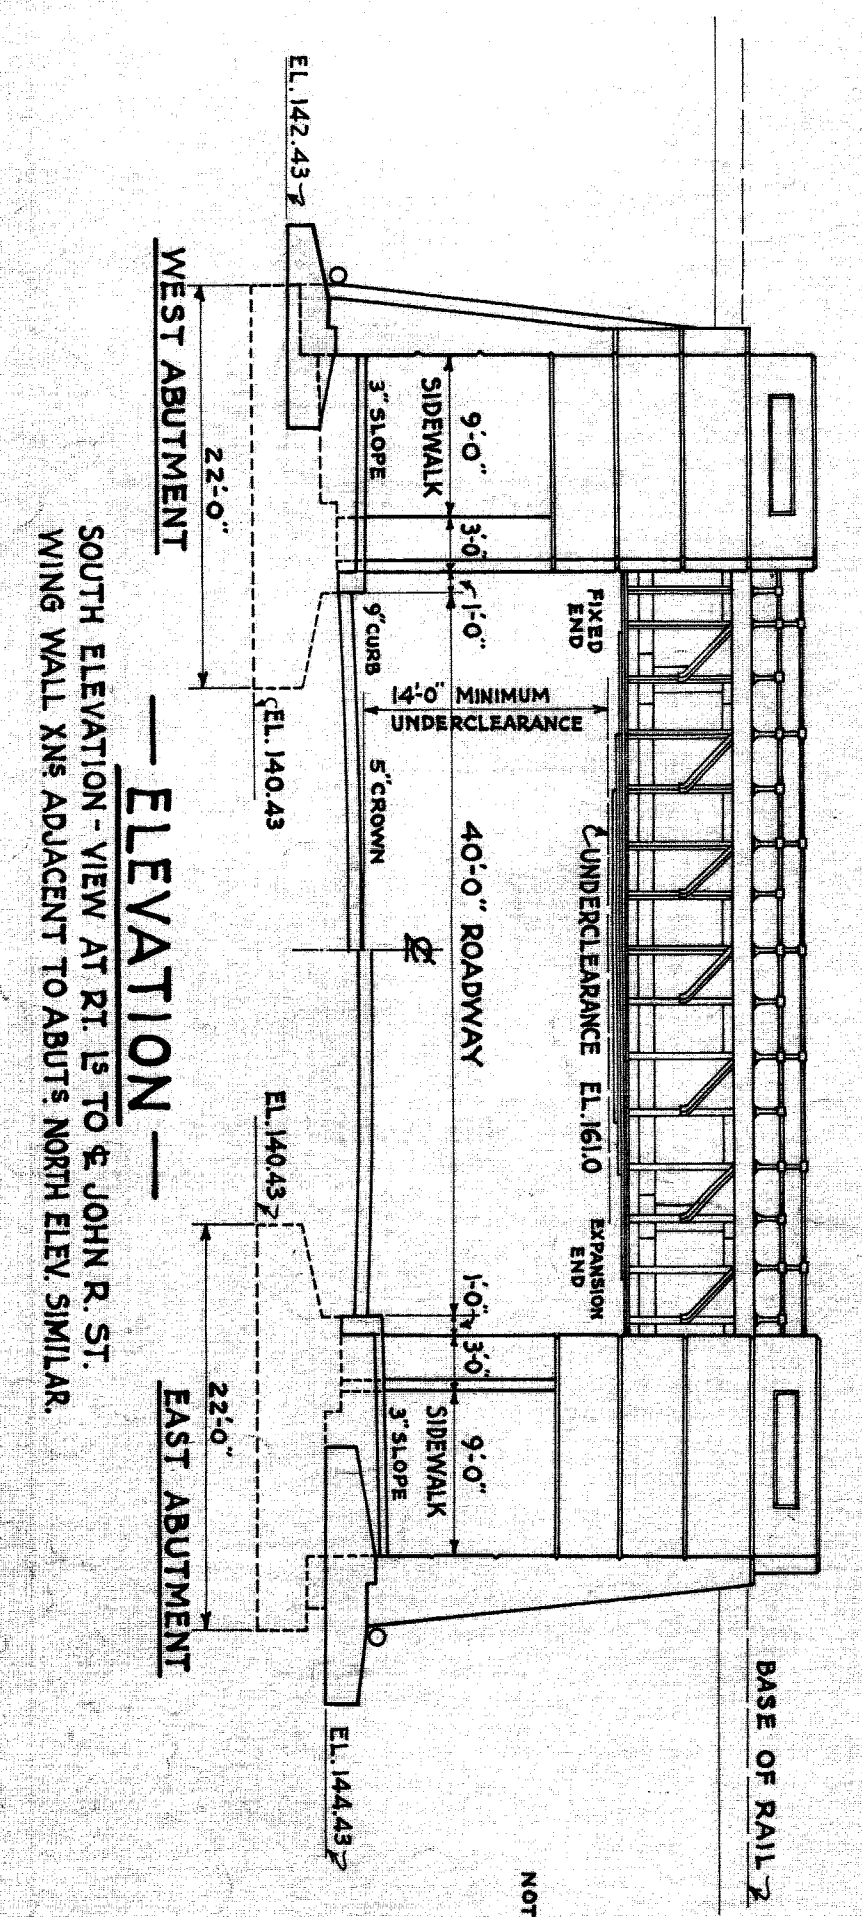 BASE OF RAIL
FIXED
END
EXPANSION
END
UNDERCLEARANCE EL. 161.0
14'-0" MINIMUM
UNDERCLEARANCE
9'-0"
3'-0"
1'-0"
40'-0" ROADWAY
1'-0"
3'-0"
9'-0"
SIDEWALK
SIDEWALK
3" SLOPE
9" CURB
5" CROWN
3" SLOPE
EL. 142.43
EL. 140.43
EL. 140.43
EL. 144.43
22'-0"
22'-0"
WEST ABUTMENT
EAST ABUTMENT
— ELEVATION —
SOUTH ELEVATION - VIEW AT RT. LS TO ℄ JOHN R. ST.
WING WALL XNS ADJACENT TO ABUTS. NORTH ELEV. SIMILAR.
NOT